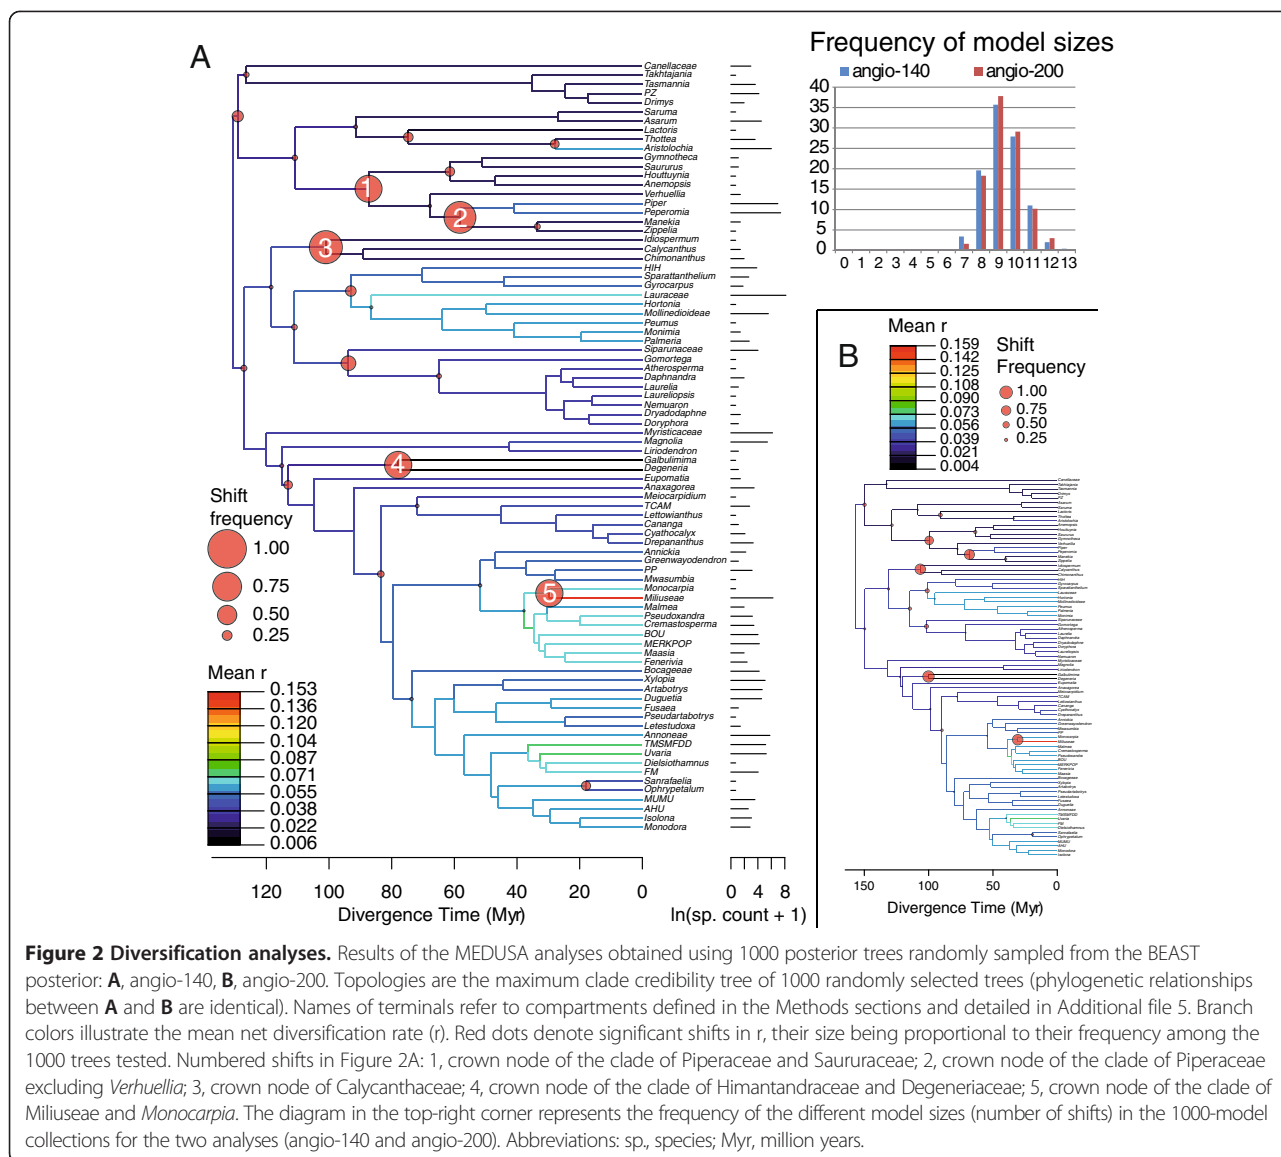 A
Canellaceae
Takhtajania
Tasmannia
PZ
Drimys
Saruma
Asarum
Lactoris
Thottea
Aristolochia
Gymnotheca
Saururus
Houttuynia
Anemopsis
Verhuellia
Piper
Peperomia
Manekia
Zippelia
Idiospermum
Calycanthus
Chimonanthus
HIH
Sparattanthelium
Gyrocarpus
Lauraceae
Hortonia
Mollinedioideae
Peumus
Monimia
Palmeria
Siparunaceae
Gomortega
Atherosperma
Daphnandra
Laurelia
Laureliopsis
Nemuaron
Dryadodaphne
Doryphora
Myristicaceae
Magnolia
Liriodendron
Galbulimima
Degeneria
Eupomatia
Anaxagorea
Meiocarpidium
TCAM
Lettowianthus
Cananga
Cyathocalyx
Drepananthus
Annickia
Greenwayodendron
PP
Mwasumbia
Monocarpia
Miliuseae
Malmea
Pseudoxandra
Cremastosperma
BOU
MERKPOP
Maasia
Fenerivia
Bocageeae
Xylopia
Artabotrys
Duguetia
Fusaea
Pseudartabotrys
Letestudoxa
Annoneae
TMSMFDD
Uvaria
Dielsiothamnus
FM
Sanrafaelia
Ophrypetalum
MUMU
AHU
Isolona
Monodora
1
2
3
4
5
Shift
frequency
1.00
0.75
0.50
0.25
Mean r
0.153
0.136
0.120
0.104
0.087
0.071
0.055
0.038
0.022
0.006
120 100 80 60 40 20 0
Divergence Time (Myr)
0 4 8
ln(sp. count + 1)
Frequency of model sizes
angio-140 angio-200
40
35
30
25
20
15
10
5
0
0 1 2 3 4 5 6 7 8 9 10 11 12 13
B
Mean r
0.159
0.142
0.125
0.108
0.090
0.073
0.056
0.039
0.021
0.004
Shift
Frequency
1.00
0.75
0.50
0.25
150 100 50 0
Divergence Time (Myr)
Figure 2 Diversification analyses. Results of the MEDUSA analyses obtained using 1000 posterior trees randomly sampled from the BEAST
posterior: A, angio-140, B, angio-200. Topologies are the maximum clade credibility tree of 1000 randomly selected trees (phylogenetic relationships
between A and B are identical). Names of terminals refer to compartments defined in the Methods sections and detailed in Additional file 5. Branch
colors illustrate the mean net diversification rate (r). Red dots denote significant shifts in r, their size being proportional to their frequency among the
1000 trees tested. Numbered shifts in Figure 2A: 1, crown node of the clade of Piperaceae and Saururaceae; 2, crown node of the clade of Piperaceae
excluding Verhuellia; 3, crown node of Calycanthaceae; 4, crown node of the clade of Himantandraceae and Degeneriaceae; 5, crown node of the clade of
Miliuseae and Monocarpia. The diagram in the top-right corner represents the frequency of the different model sizes (number of shifts) in the 1000-model
collections for the two analyses (angio-140 and angio-200). Abbreviations: sp., species; Myr, million years.